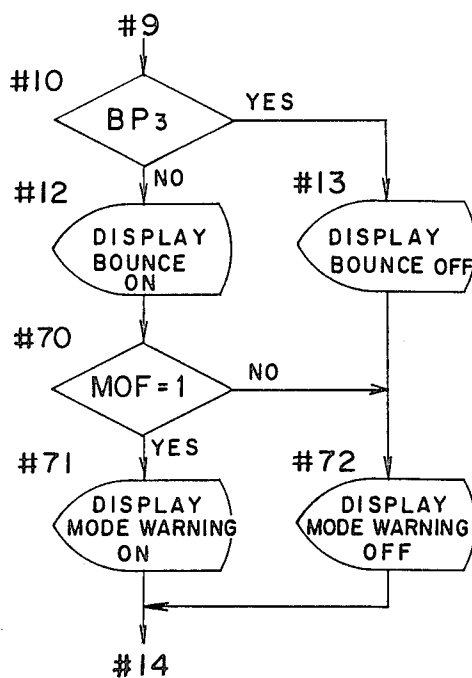 #9
#10
BP3
YES
NO
#12
#13
DISPLAY
BOUNCE
ON
DISPLAY
BOUNCE OFF
#70
MOF=1
NO
YES
#71
#72
DISPLAY
MODE WARNING
ON
DISPLAY
MODE WARNING
OFF
#14